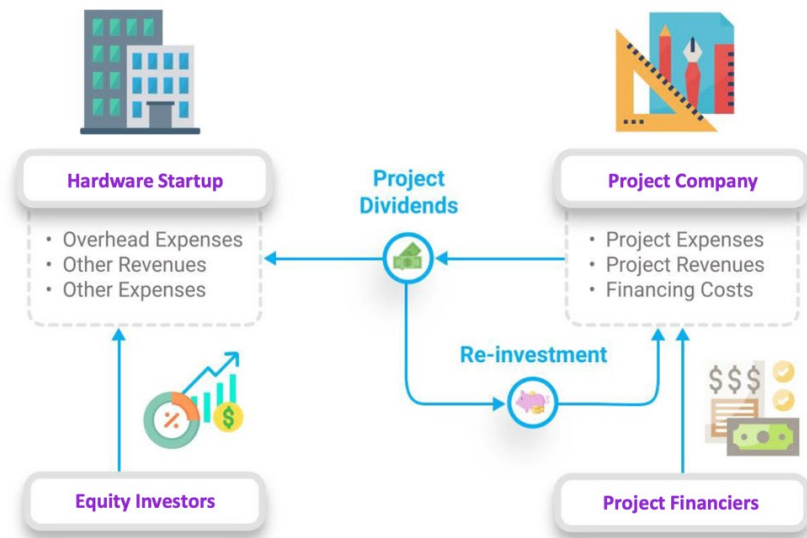 Hardware Startup
• Overhead Expenses
• Other Revenues
• Other Expenses
Project
Dividends
Project Company
• Project Expenses
• Project Revenues
• Financing Costs
Re-investment
%
$
$$$
Equity Investors
Project Financiers